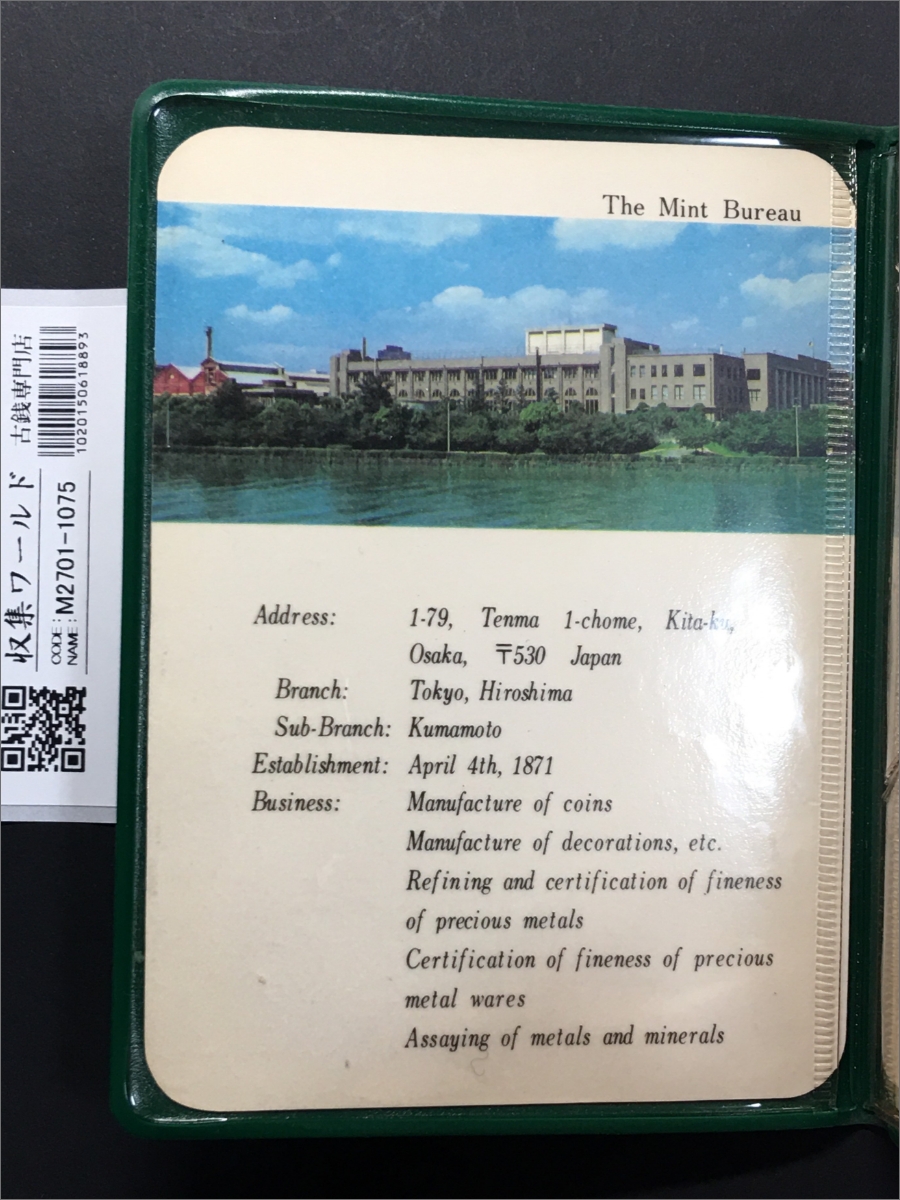 The Mint Bureau
Address: 1-79, Tenma 1-chome, Kita-ku,
Osaka, 〒530 Japan
Branch: Tokyo, Hiroshima
Sub-Branch: Kumamoto
Establishment: April 4th, 1871
Business: Manufacture of coins
Manufacture of decorations, etc.
Refining and certification of fineness
of precious metals
Certification of fineness of precious
metal wares
Assaying of metals and minerals
収集ワールド 古銭専門店
CODE : M2701-1075
NAME :
1020150618893